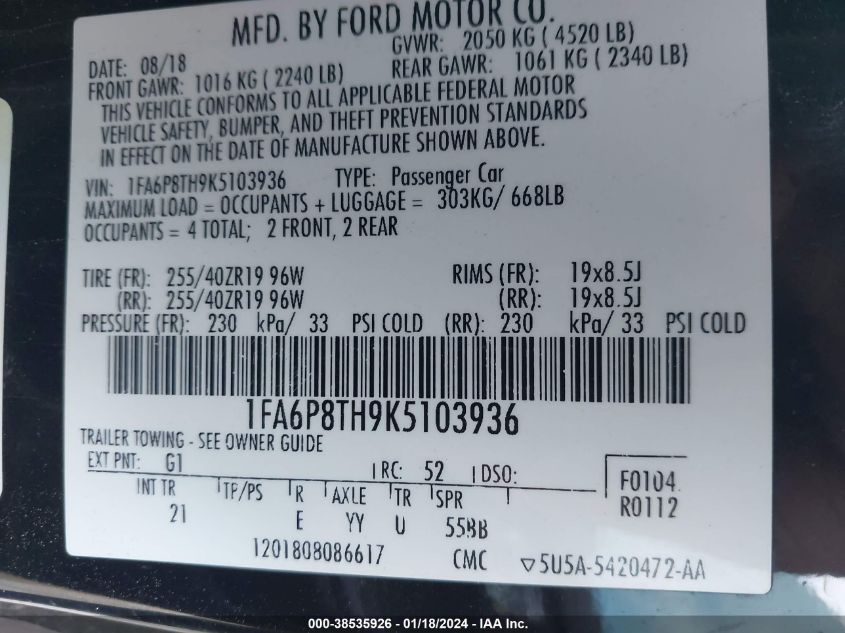 MFD. BY FORD MOTOR CO.
DATE: 08/18 GVWR: 2050 KG ( 4520 LB)
FRONT GAWR: 1016 KG ( 2240 LB) REAR GAWR: 1061 KG ( 2340 LB)
THIS VEHICLE CONFORMS TO ALL APPLICABLE FEDERAL MOTOR
VEHICLE SAFETY, BUMPER, AND THEFT PREVENTION STANDARDS
IN EFFECT ON THE DATE OF MANUFACTURE SHOWN ABOVE.
VIN: 1FA6P8TH9K5103936 TYPE: Passenger Car
MAXIMUM LOAD = OCCUPANTS + LUGGAGE = 303KG/ 668LB
OCCUPANTS = 4 TOTAL; 2 FRONT, 2 REAR
TIRE (FR): 255/40ZR19 96W RIMS (FR): 19x8.5J
(RR): 255/40ZR19 96W (RR): 19x8.5J
PRESSURE (FR): 230 kPa/ 33 PSI COLD (RR): 230 kPa/ 33 PSI COLD
1FA6P8TH9K5103936
TRAILER TOWING - SEE OWNER GUIDE
EXT PNT: G1 RC: 52 DSO: F0104
INT TR TP/PS R AXLE TR SPR R0112
21 E YY U 55BB
1201808086617 CMC ▽5U5A-5420472-AA
000-38535926 - 01/18/2024 - IAA Inc.